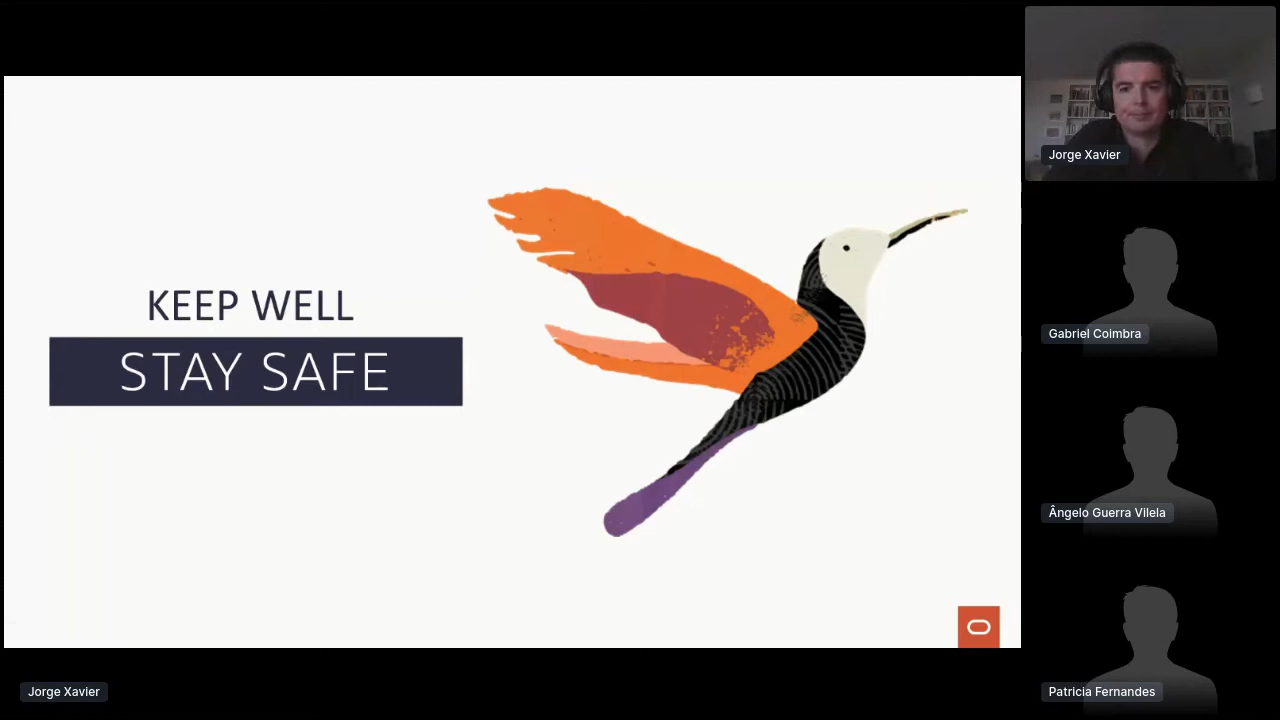 KEEP WELL
STAY SAFE
Jorge Xavier
Gabriel Coimbra
Ângelo Guerra Vilela
Patricia Fernandes
Jorge Xavier